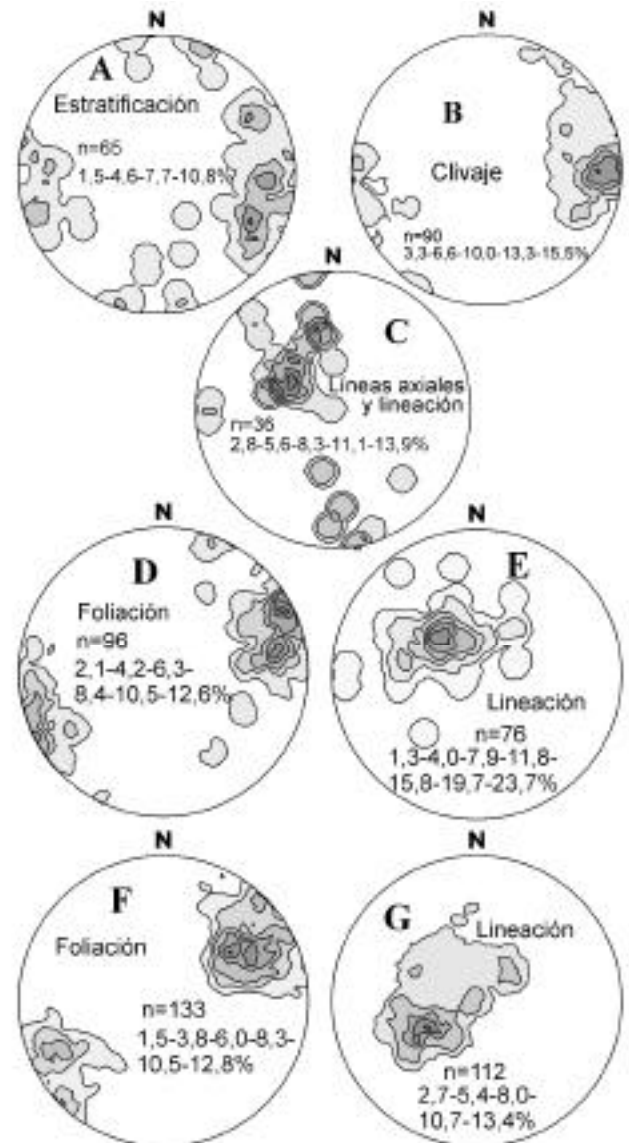 N
A
Estratificación
n=65
1,5-4,6-7,7-10,8%
N
B
Clivaje
n=90
3,3-6,6-10,0-13,3-15,5%
N
C
Líneas axiales
y lineación
n=36
2,8-5,6-8,3-11,1-13,9%
N
D
Foliación
n=96
2,1-4,2-6,3-
8,4-10,5-12,6%
N
E
Lineación
n=76
1,3-4,0-7,9-11,8-
15,8-19,7-23,7%
N
F
Foliación
n=133
1,5-3,8-6,0-8,3-
10,5-12,8%
N
G
Lineación
n=112
2,7-5,4-8,0-
10,7-13,4%